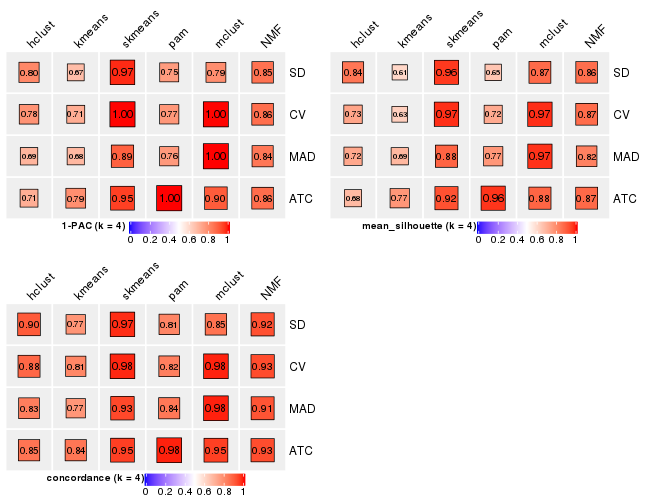 hclust kmeans skmeans pam mclust NMF
0.80 0.67 0.97 0.75 0.79 0.85 SD
0.78 0.71 1.00 0.77 1.00 0.86 CV
0.69 0.68 0.89 0.76 1.00 0.84 MAD
0.71 0.79 0.95 1.00 0.90 0.86 ATC
1-PAC (k = 4)
0 0.2 0.4 0.6 0.8 1
hclust kmeans skmeans pam mclust NMF
0.84 0.61 0.96 0.65 0.87 0.86 SD
0.73 0.63 0.97 0.72 0.97 0.87 CV
0.72 0.69 0.88 0.77 0.97 0.82 MAD
0.68 0.77 0.92 0.96 0.88 0.87 ATC
mean_silhouette (k = 4)
0 0.2 0.4 0.6 0.8 1
hclust kmeans skmeans pam mclust NMF
0.90 0.77 0.97 0.81 0.85 0.92 SD
0.88 0.81 0.98 0.82 0.98 0.93 CV
0.83 0.77 0.93 0.84 0.98 0.91 MAD
0.85 0.84 0.95 0.98 0.95 0.93 ATC
concordance (k = 4)
0 0.2 0.4 0.6 0.8 1